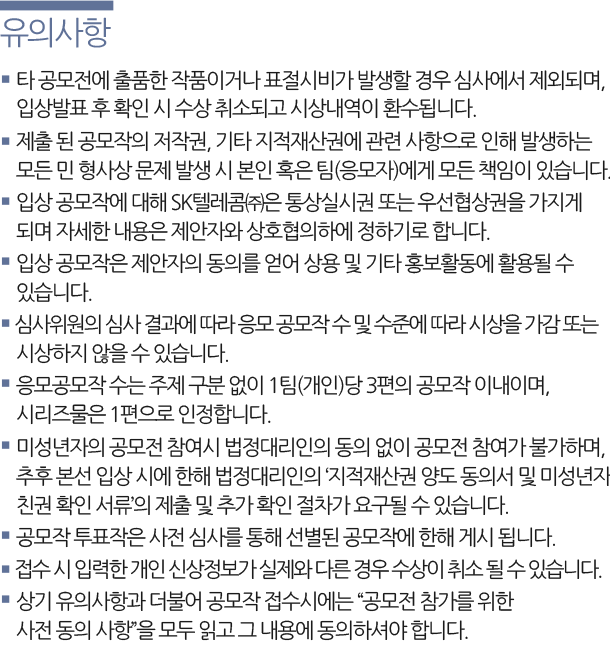 유의사항
▪ 타 공모전에 출품한 작품이거나 표절시비가 발생할 경우 심사에서 제외되며,
입상발표 후 확인 시 수상 취소되고 시상내역이 환수됩니다.
▪ 제출 된 공모작의 저작권, 기타 지적재산권에 관련 사항으로 인해 발생하는
모든 민 형사상 문제 발생 시 본인 혹은 팀(응모자)에게 모든 책임이 있습니다.
▪ 입상 공모작에 대해 SK텔레콤㈜은 통상실시권 또는 우선협상권을 가지게
되며 자세한 내용은 제안자와 상호협의하에 정하기로 합니다.
▪ 입상 공모작은 제안자의 동의를 얻어 상용 및 기타 홍보활동에 활용될 수
있습니다.
▪ 심사위원의 심사 결과에 따라 응모 공모작 수 및 수준에 따라 시상을 가감 또는
시상하지 않을 수 있습니다.
▪ 응모공모작 수는 주제 구분 없이 1팀(개인)당 3편의 공모작 이내이며,
시리즈물은 1편으로 인정합니다.
▪ 미성년자의 공모전 참여시 법정대리인의 동의 없이 공모전 참여가 불가하며,
추후 본선 입상 시에 한해 법정대리인의 ‘지적재산권 양도 동의서 및 미성년자
친권 확인 서류’의 제출 및 추가 확인 절차가 요구될 수 있습니다.
▪ 공모작 투표작은 사전 심사를 통해 선별된 공모작에 한해 게시 됩니다.
▪ 접수 시 입력한 개인 신상정보가 실제와 다른 경우 수상이 취소 될 수 있습니다.
▪ 상기 유의사항과 더불어 공모작 접수시에는 “공모전 참가를 위한
사전 동의 사항”을 모두 읽고 그 내용에 동의하셔야 합니다.